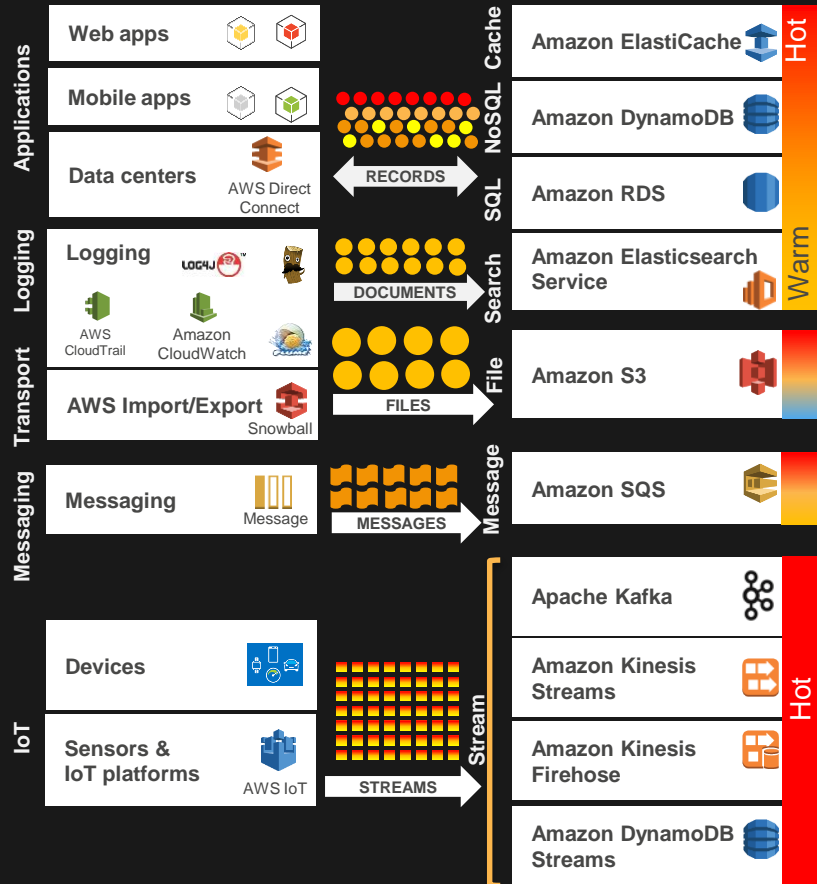 Applications
Web apps
Mobile apps
Data centers
AWS Direct
Connect
Logging
Logging
LOG4J
TM
AWS
CloudTrail
Amazon
CloudWatch
Transport
AWS Import/Export
Snowball
Messaging
Messaging
Message
IoT
Devices
Sensors &
IoT platforms
AWS IoT
RECORDS
DOCUMENTS
FILES
MESSAGES
STREAMS
Cache
Amazon ElastiCache
NoSQL
Amazon DynamoDB
SQL
Amazon RDS
Search
Amazon Elasticsearch
Service
Hot
Warm
File
Amazon S3
Message
Amazon SQS
Stream
Apache Kafka
Amazon Kinesis
Streams
Amazon Kinesis
Firehose
Amazon DynamoDB
Streams
Hot